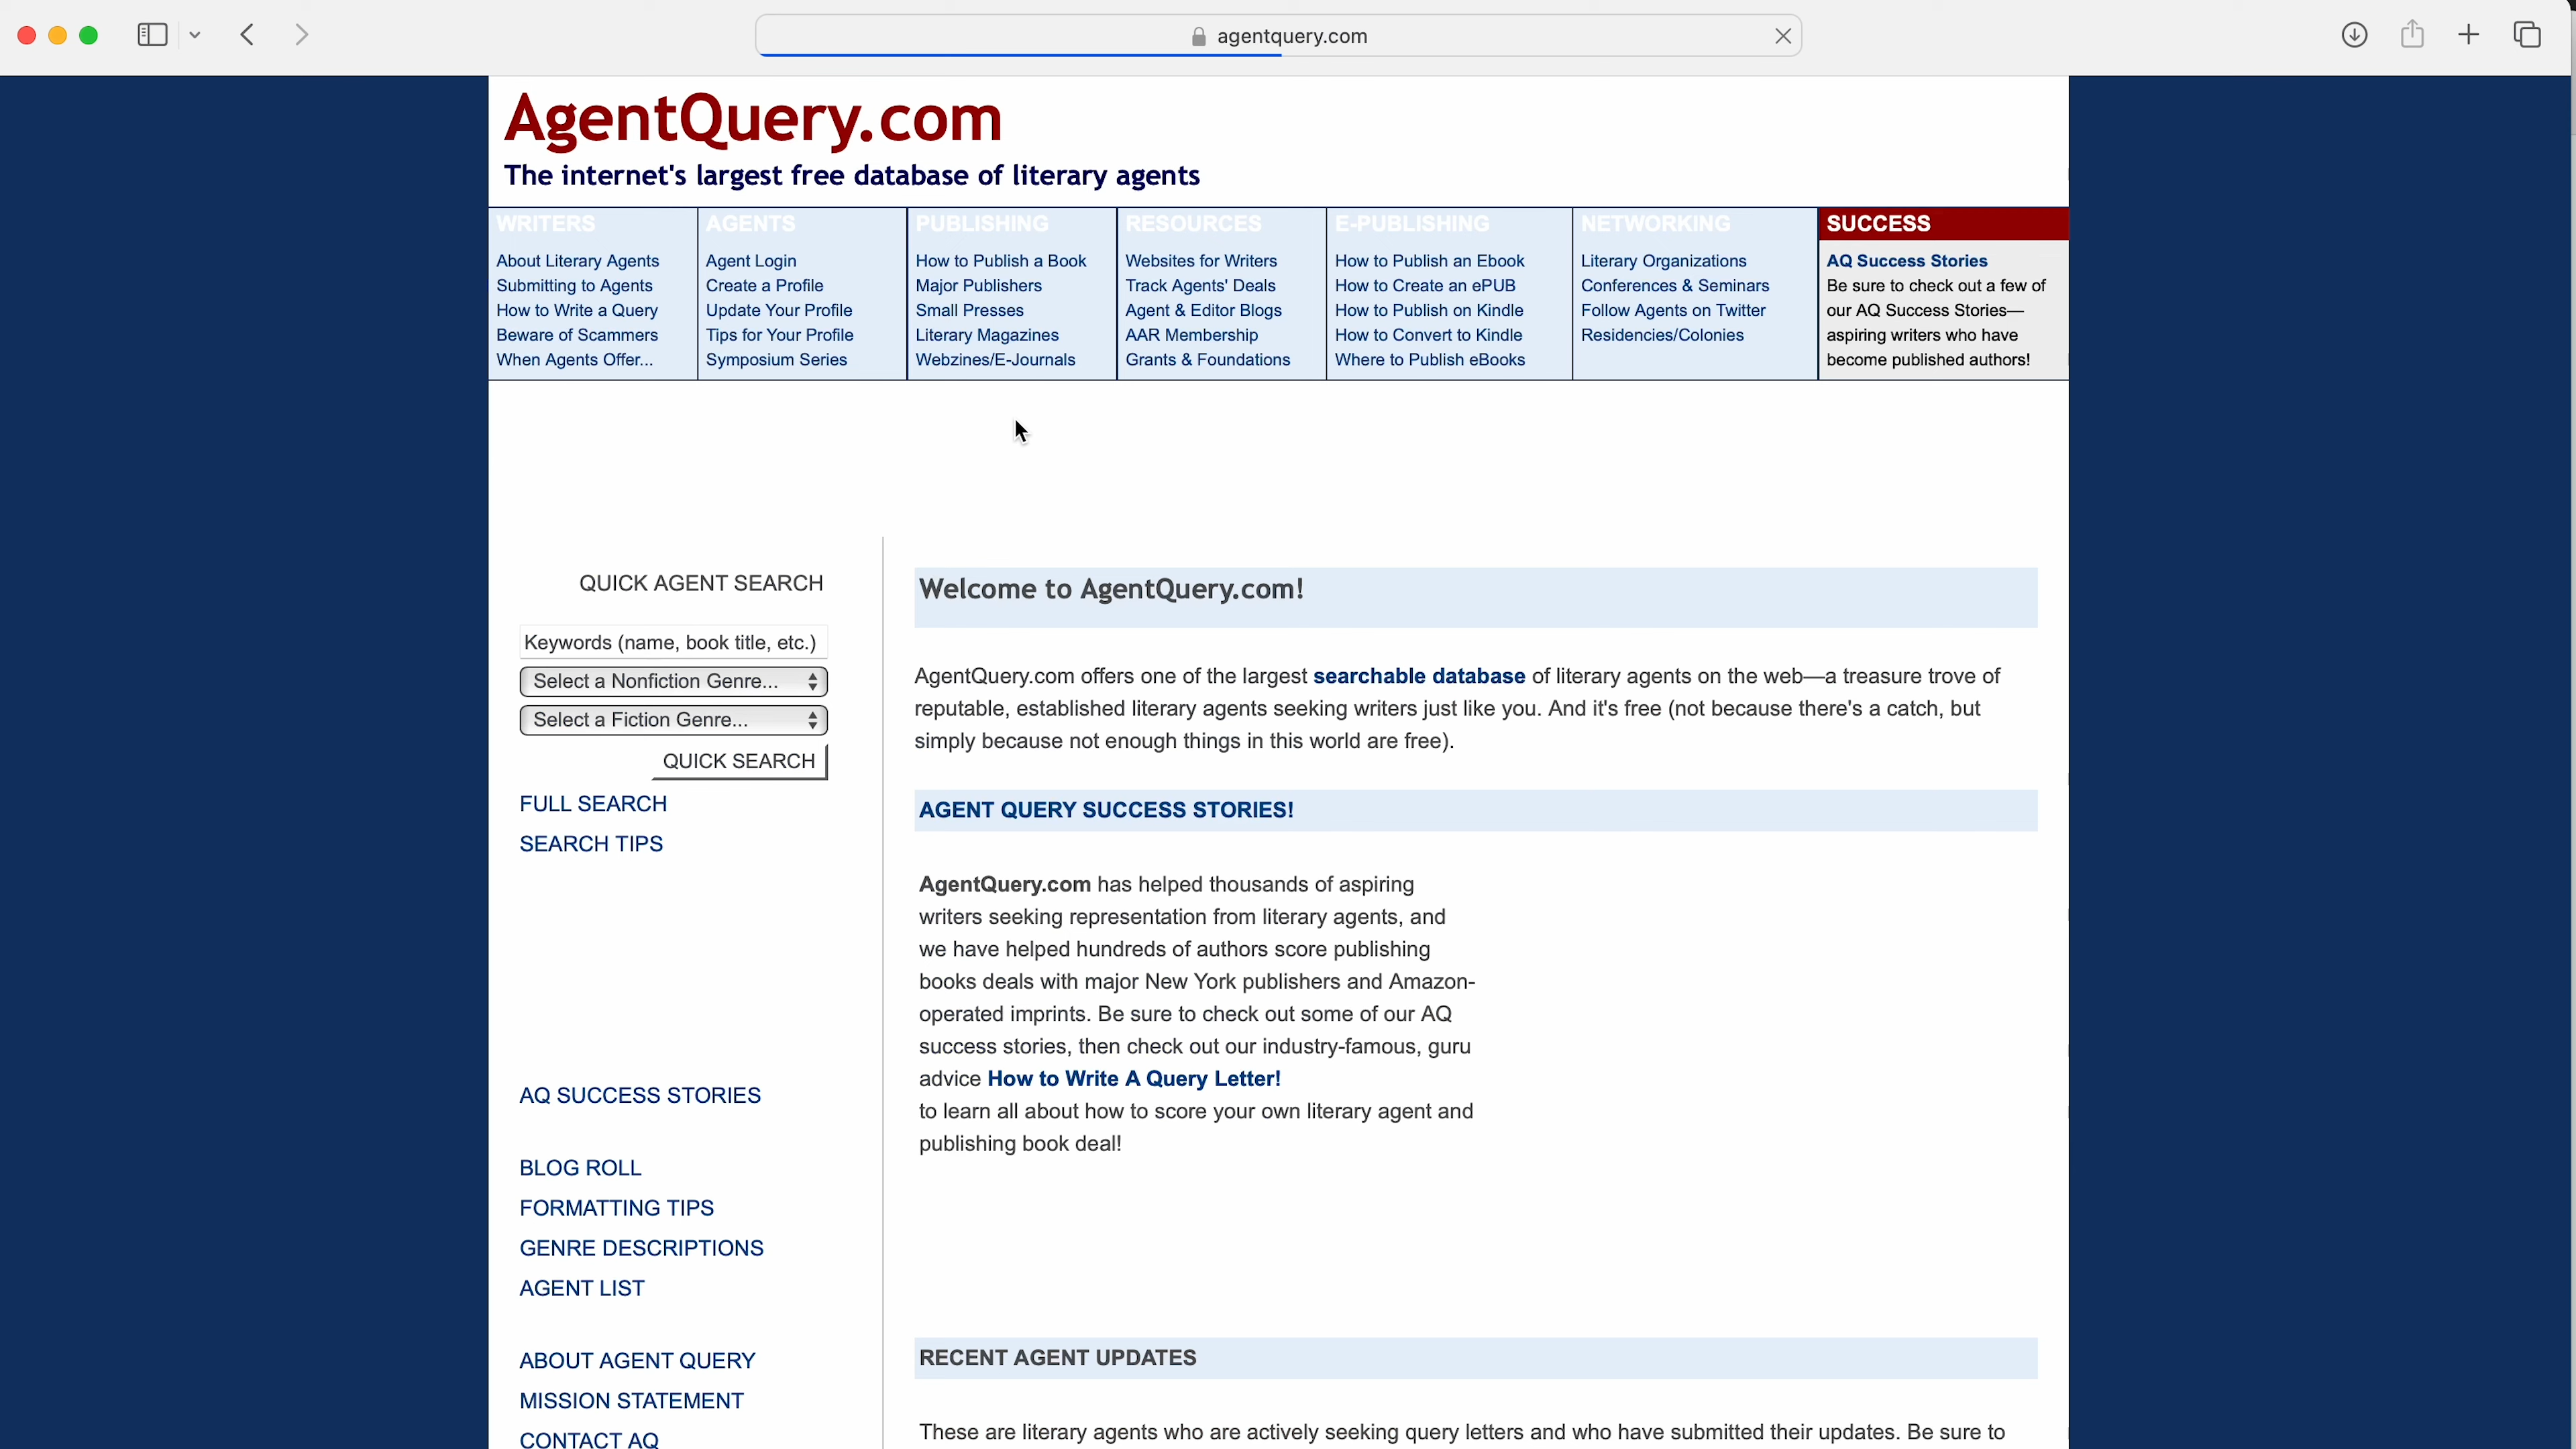 agentquery.com
AgentQuery.com
The internet's largest free database of literary agents
WRITERS
About Literary Agents
Submitting to Agents
How to Write a Query
Beware of Scammers
When Agents Offer...
AGENTS
Agent Login
Create a Profile
Update Your Profile
Tips for Your Profile
Symposium Series
PUBLISHING
How to Publish a Book
Major Publishers
Small Presses
Literary Magazines
Webzines/E-Journals
RESOURCES
Websites for Writers
Track Agents' Deals
Agent & Editor Blogs
AAR Membership
Grants & Foundations
E-PUBLISHING
How to Publish an Ebook
How to Create an ePUB
How to Publish on Kindle
How to Convert to Kindle
Where to Publish eBooks
NETWORKING
Literary Organizations
Conferences & Seminars
Follow Agents on Twitter
Residencies/Colonies
SUCCESS
AQ Success Stories
Be sure to check out a few of
our AQ Success Stories—
aspiring writers who have
become published authors!
QUICK AGENT SEARCH
Keywords (name, book title, etc.)
Select a Nonfiction Genre...
Select a Fiction Genre...
QUICK SEARCH
FULL SEARCH
SEARCH TIPS
AQ SUCCESS STORIES
BLOG ROLL
FORMATTING TIPS
GENRE DESCRIPTIONS
AGENT LIST
ABOUT AGENT QUERY
MISSION STATEMENT
CONTACT AQ
Welcome to AgentQuery.com!
AgentQuery.com offers one of the largest searchable database of literary agents on the web—a treasure trove of
reputable, established literary agents seeking writers just like you. And it's free (not because there's a catch, but
simply because not enough things in this world are free).
AGENT QUERY SUCCESS STORIES!
AgentQuery.com has helped thousands of aspiring
writers seeking representation from literary agents, and
we have helped hundreds of authors score publishing
books deals with major New York publishers and Amazon-
operated imprints. Be sure to check out some of our AQ
success stories, then check out our industry-famous, guru
advice How to Write A Query Letter!
to learn all about how to score your own literary agent and
publishing book deal!
RECENT AGENT UPDATES
These are literary agents who are actively seeking query letters and who have submitted their updates. Be sure to